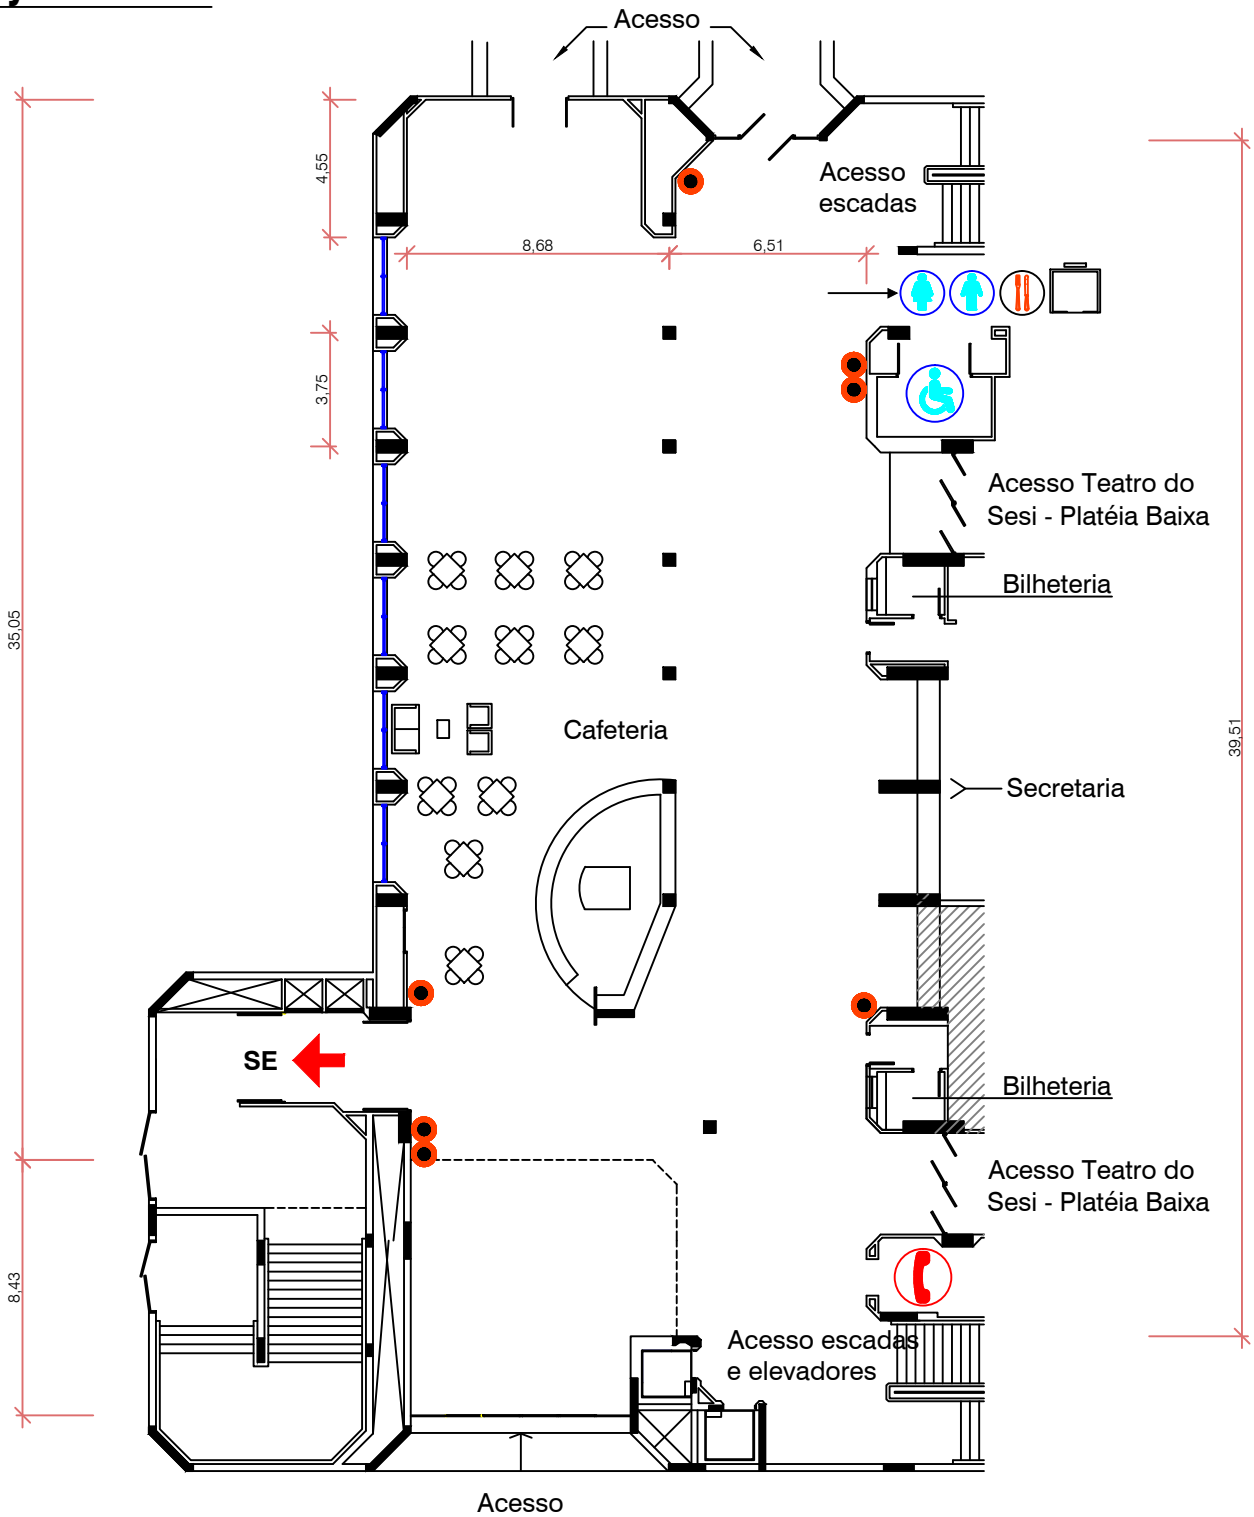 Acesso
4,55
Acesso
escadas
8,68
6,51
3,75
Acesso Teatro do
Sesi - Platéia Baixa
Bilheteria
35,05
Cafeteria
39,51
Secretaria
SE
Bilheteria
Acesso Teatro do
Sesi - Platéia Baixa
8,43
Acesso escadas
e elevadores
Acesso